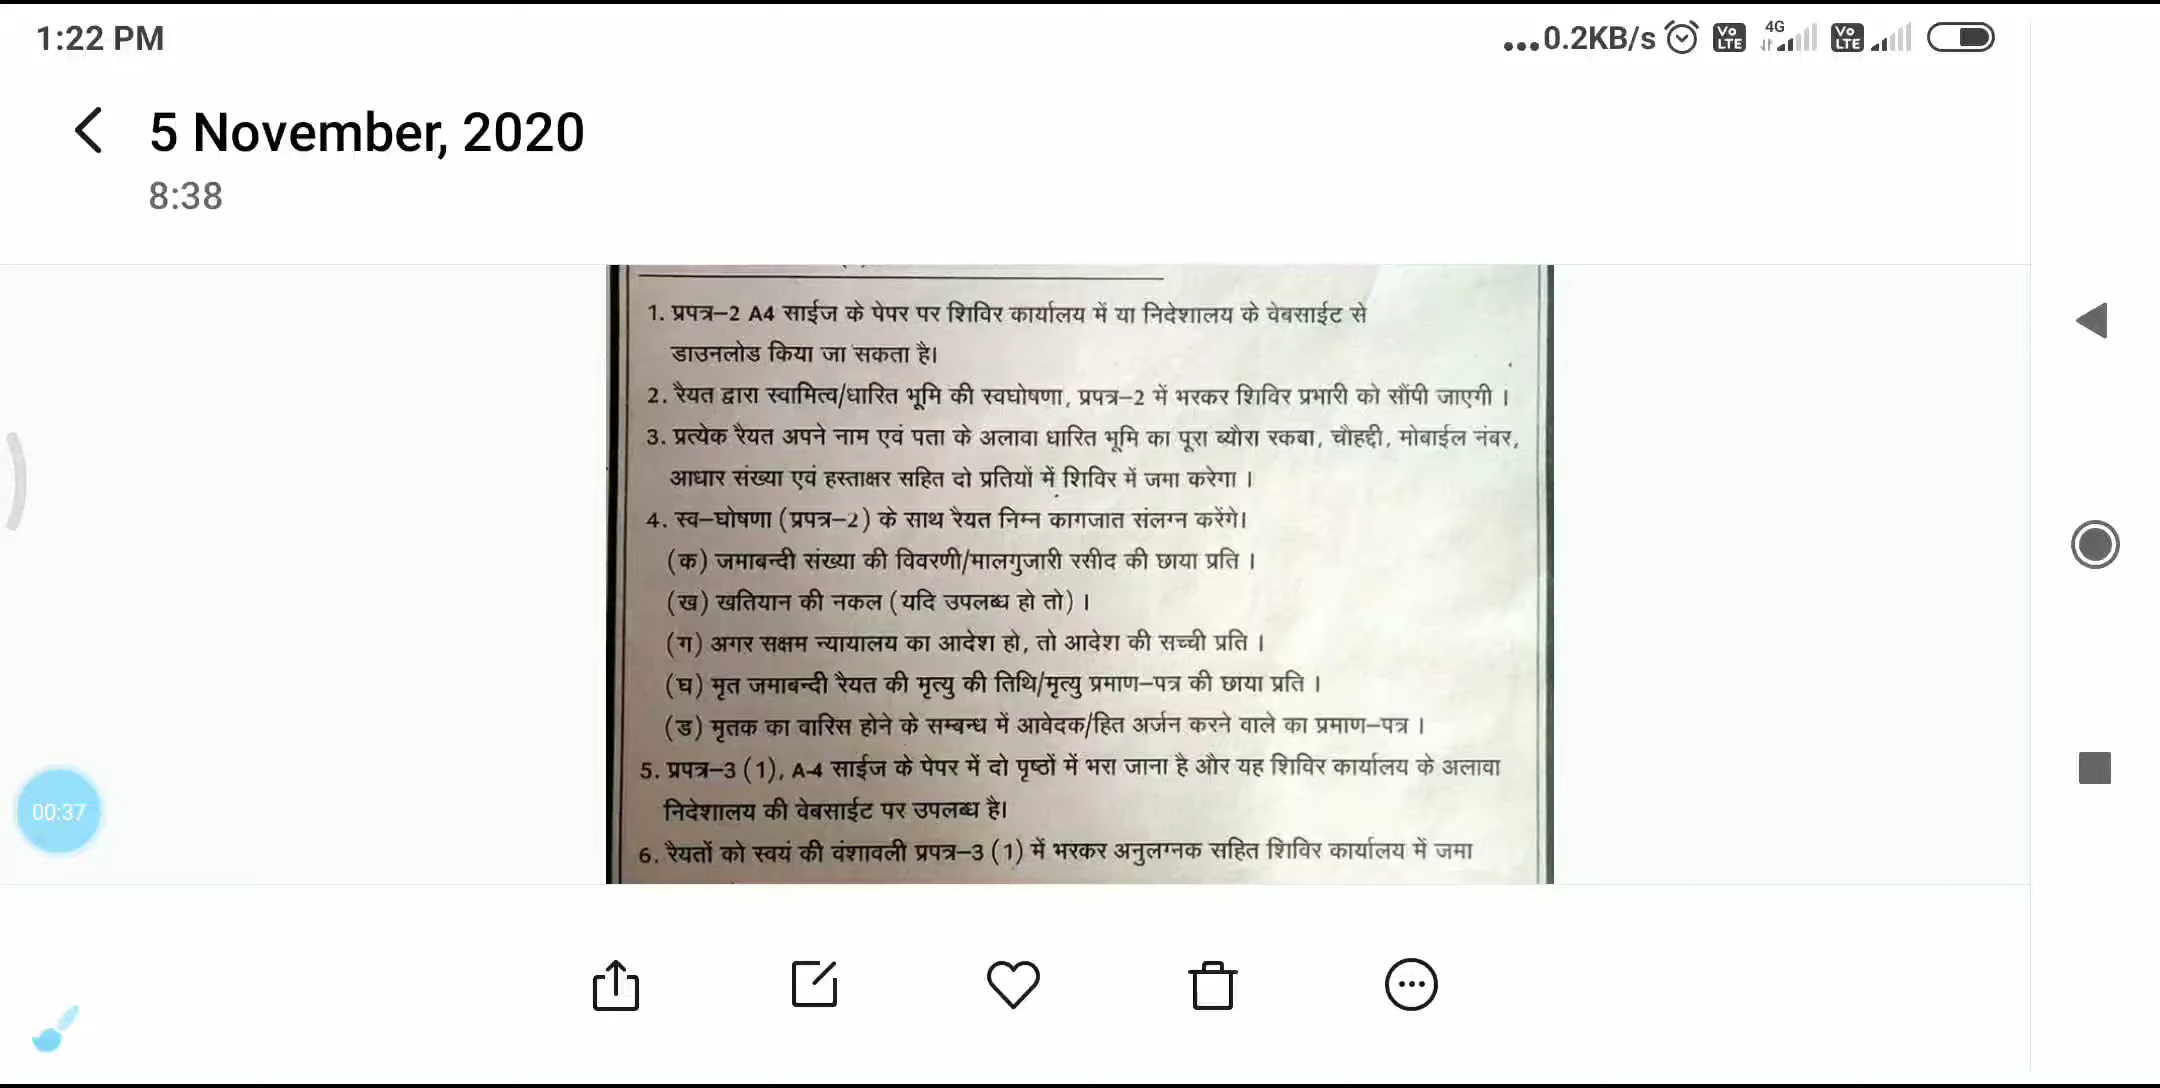 1:22 PM
...0.2KB/s Vo LTE 4G Vo LTE
5 November, 2020
8:38
1. प्रपत्र–2 A4 साईज के पेपर पर शिविर कार्यालय में या निदेशालय के वेबसाईट से
डाउनलोड किया जा सकता है।
2. रैयत द्वारा स्वामित्व/धारित भूमि की स्वघोषणा, प्रपत्र–2 में भरकर शिविर प्रभारी को सौंपी जाएगी ।
3. प्रत्येक रैयत अपने नाम एवं पता के अलावा धारित भूमि का पूरा ब्यौरा रकबा, चौहद्दी, मोबाईल नंबर,
आधार संख्या एवं हस्ताक्षर सहित दो प्रतियों में शिविर में जमा करेगा ।
4. स्व–घोषणा (प्रपत्र–2) के साथ रैयत निम्न कागजात संलग्न करेंगे।
(क) जमाबन्दी संख्या की विवरणी/मालगुजारी रसीद की छाया प्रति ।
(ख) खतियान की नकल (यदि उपलब्ध हो तो) ।
(ग) अगर सक्षम न्यायालय का आदेश हो, तो आदेश की सच्ची प्रति ।
(घ) मृत जमाबन्दी रैयत की मृत्यु की तिथि/मृत्यु प्रमाण–पत्र की छाया प्रति ।
(ड) मृतक का वारिस होने के सम्बन्ध में आवेदक/हित अर्जन करने वाले का प्रमाण–पत्र ।
5. प्रपत्र–3 (1), A-4 साईज के पेपर में दो पृष्ठों में भरा जाना है और यह शिविर कार्यालय के अलावा
निदेशालय की वेबसाईट पर उपलब्ध है।
00:37
6. रैयतों को स्वयं की वंशावली प्रपत्र–3 (1) में भरकर अनुलग्नक सहित शिविर कार्यालय में जमा